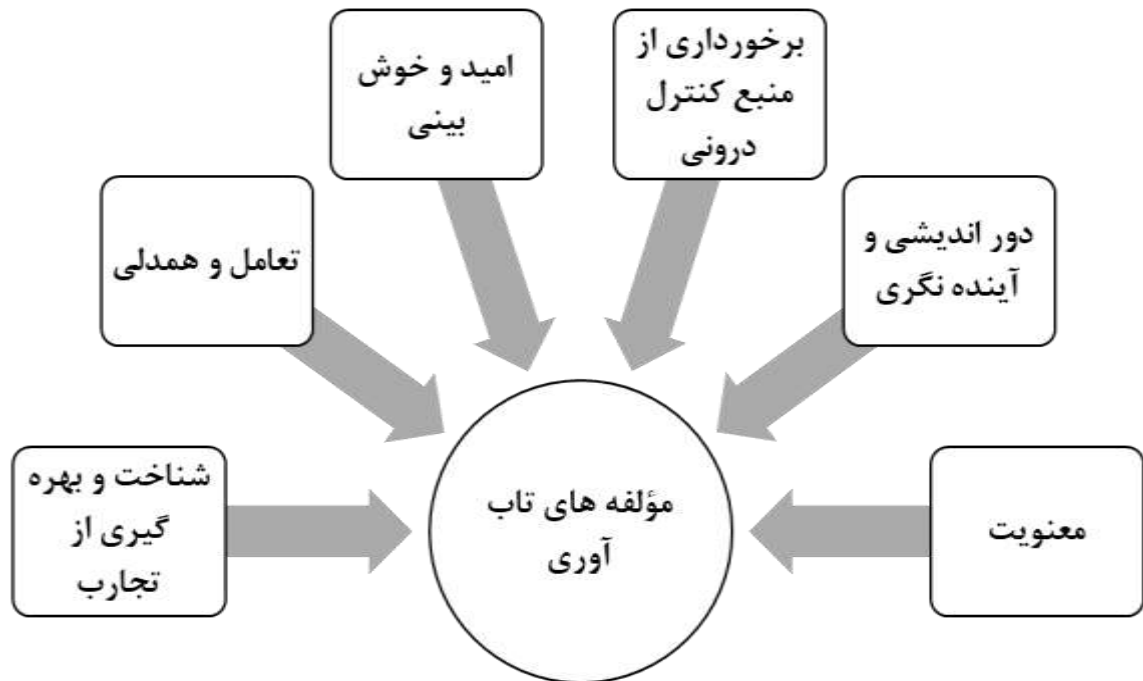 برخورداری از
منبع کنترل
درونی
امید و خوش
بینی
دور اندیشی و
آینده نگری
تعامل و همدلی
معنویت
شناخت و بهره
گیری از
تجارب
مؤلفه های تاب
آوری